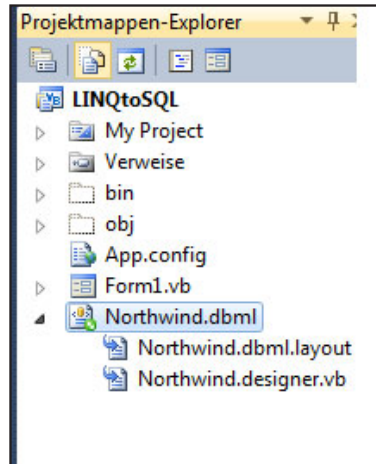 Projektmappen-Explorer
LINQtoSQL
My Project
Verweise
bin
obj
App.config
Form1.vb
Northwind.dbml
Northwind.dbml.layout
Northwind.designer.vb